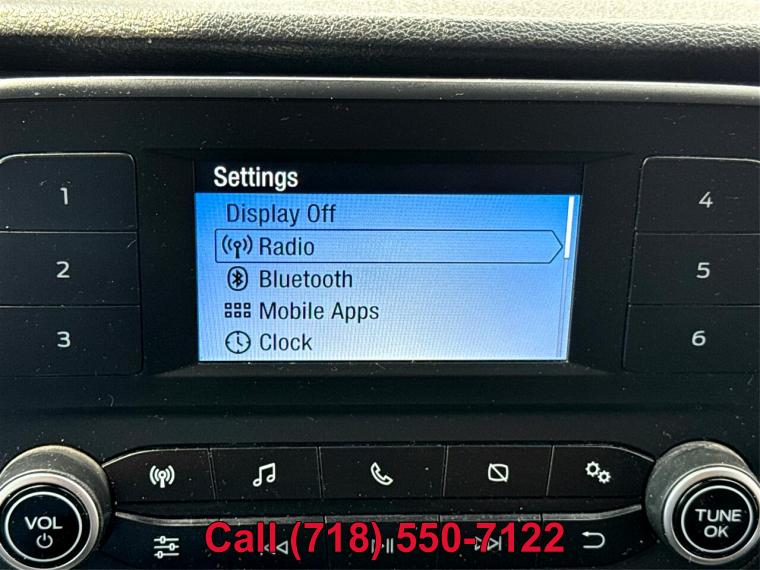 Settings
Display Off
Radio
Bluetooth
Mobile Apps
Clock
1
2
3
4
5
6
VOL
TUNE
OK
Call (718) 550-7122